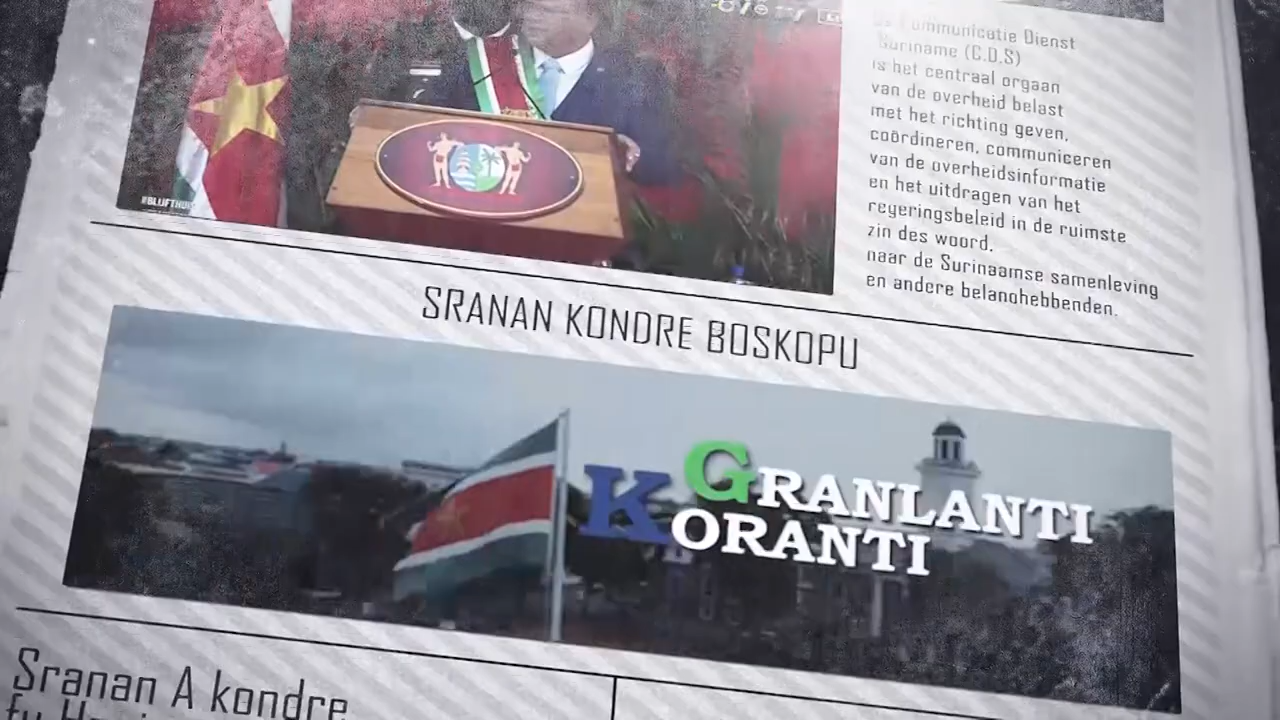 #BLIJFTHUIS
Communicatie Dienst
Suriname (C.D.S)
is het centraal orgaan
van de overheid belast
met het richting geven,
coördineren, communiceren
van de overheidsinformatie
en het uitdragen van het
regeringsbeleid in de ruimste
zin des woord.
naar de Surinaamse samenleving
en andere belanghebbenden.
SRANAN KONDRE BOSKOPU
GRANLANTI
KORANTI
Sranan A kondre
fu